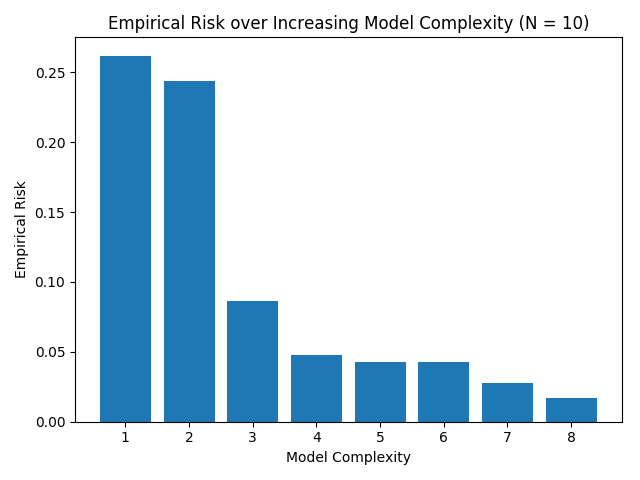 Empirical Risk over Increasing Model Complexity (N = 10)
0.25
0.20
0.15
0.10
0.05
0.00
Empirical Risk
1 2 3 4 5 6 7 8
Model Complexity